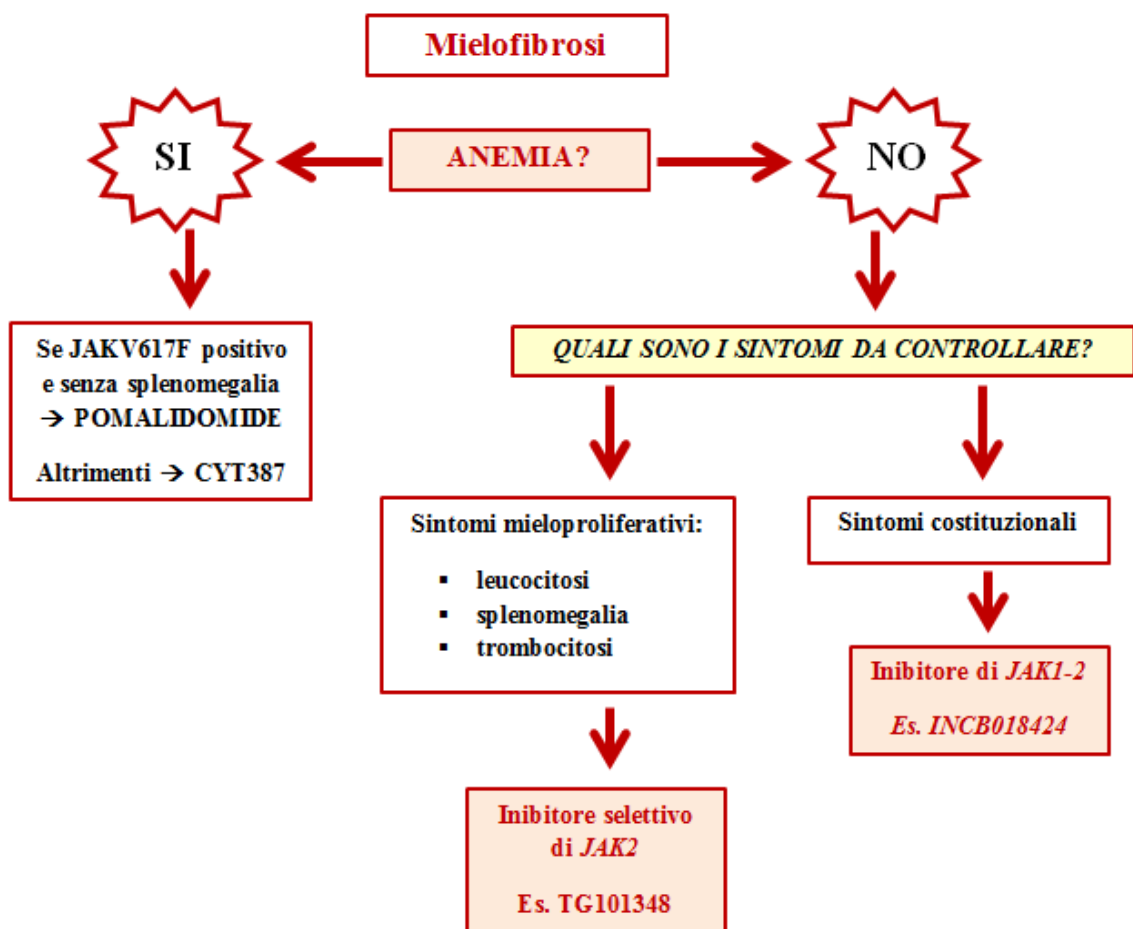 Mielofibrosi
SI
ANEMIA?
NO
Se JAKV617F positivo
e senza splenomegalia
→ POMALIDOMIDE
Altrimenti → CYT387
QUALI SONO I SINTOMI DA CONTROLLARE?
Sintomi mieloproliferativi:
▪ leucocitosi
▪ splenomegalia
▪ trombocitosi
Sintomi costituzionali
Inibitore di JAK1-2
Es. INCB018424
Inibitore selettivo
di JAK2
Es. TG101348